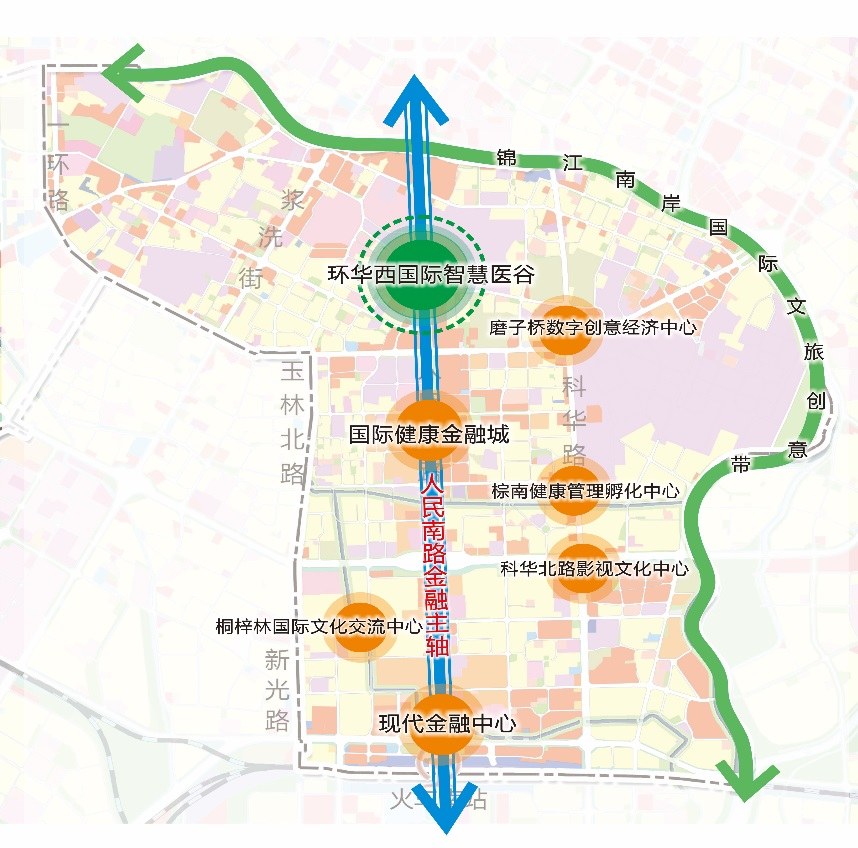 锦江南岸国际文旅创意带
一环路
浆洗街
环华西国际智慧医谷
磨子桥数字创意经济中心
玉林北路
科华路
国际健康金融城
人民南路金融主轴
棕南健康管理孵化中心
科华北路影视文化中心
桐梓林国际文化交流中心
新光路
现代金融中心
火车 站